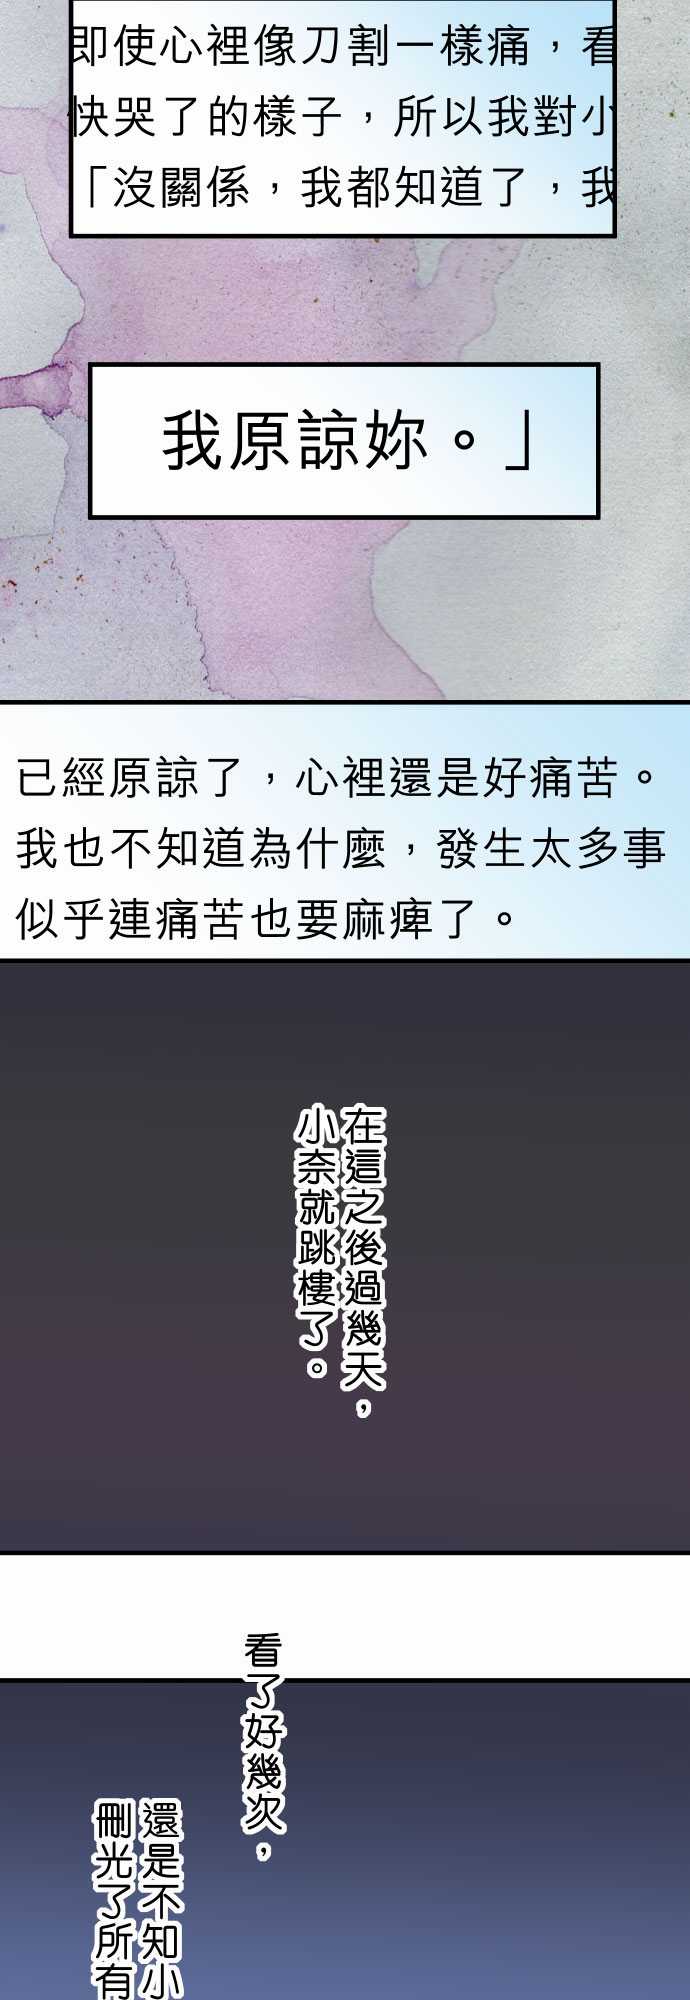 即使心裡像刀割一樣痛，看
快哭了的樣子，所以我對小
「沒關係，我都知道了，我
我原諒妳。」
已經原諒了，心裡還是好痛苦。
我也不知道為什麼，發生太多事
似乎連痛苦也要麻痺了。
在這之後過幾天，
小奈就跳樓了。
看了好幾次，
還是不知小
刪光了所有